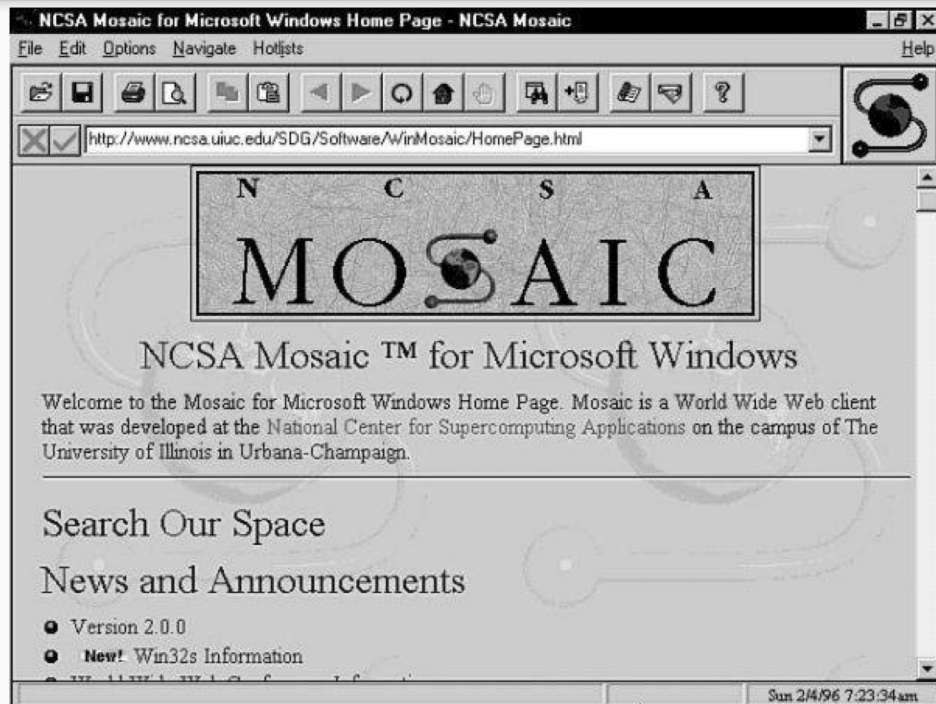 NCSA Mosaic for Microsoft Windows Home Page - NCSA Mosaic
File Edit Options Navigate Hotlists Help
http://www.ncsa.uiuc.edu/SDG/Software/WinMosaic/HomePage.html
N C S A
MOSAIC
NCSA Mosaic ™ for Microsoft Windows
Welcome to the Mosaic for Microsoft Windows Home Page. Mosaic is a World Wide Web client
that was developed at the National Center for Supercomputing Applications on the campus of The
University of Illinois in Urbana-Champaign.
Search Our Space
News and Announcements
Version 2.0.0
New! Win32s Information
Sun 2/4/96 7:23:34am